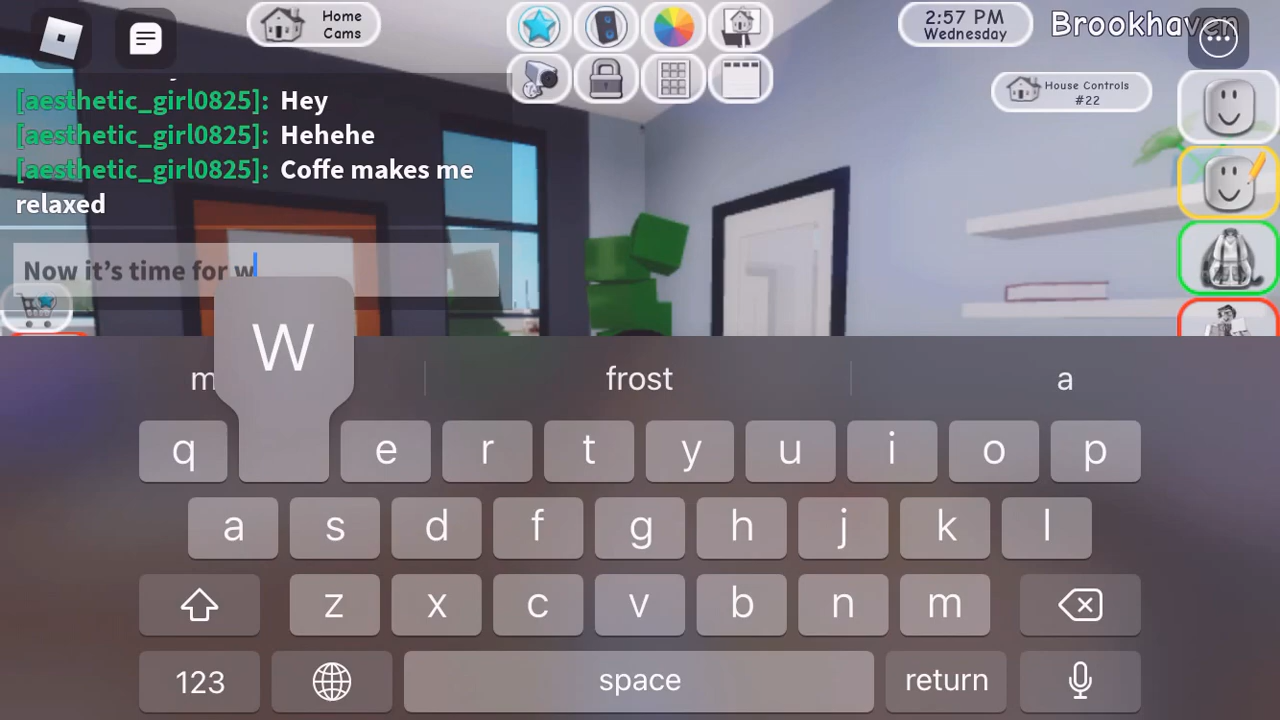 Home
Cams
2:57 PM
Wednesday
Brookhaven
House Controls
#22
[aesthetic_girl0825]: Hey
[aesthetic_girl0825]: Hehehe
[aesthetic_girl0825]: Coffe makes me
relaxed
Now it's time for w
W
frost
a
q e r t y u i o p
a s d f g h j k l
z x c v b n m
123
space
return